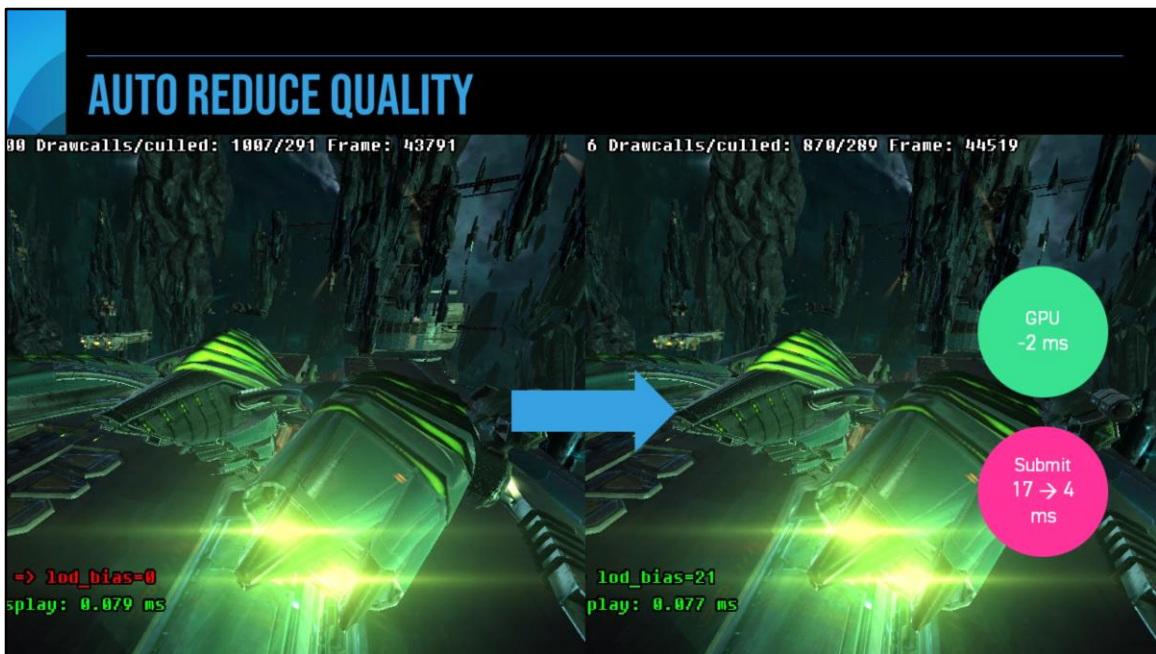 AUTO REDUCE QUALITY
00 Drawcalls/culled: 1007/291 Frame: 43791
6 Drawcalls/culled: 870/289 Frame: 44519
GPU
-2 ms
Submit
17 → 4
ms
=> lod_bias=0
splay: 0.079 ms
lod_bias=21
play: 0.077 ms